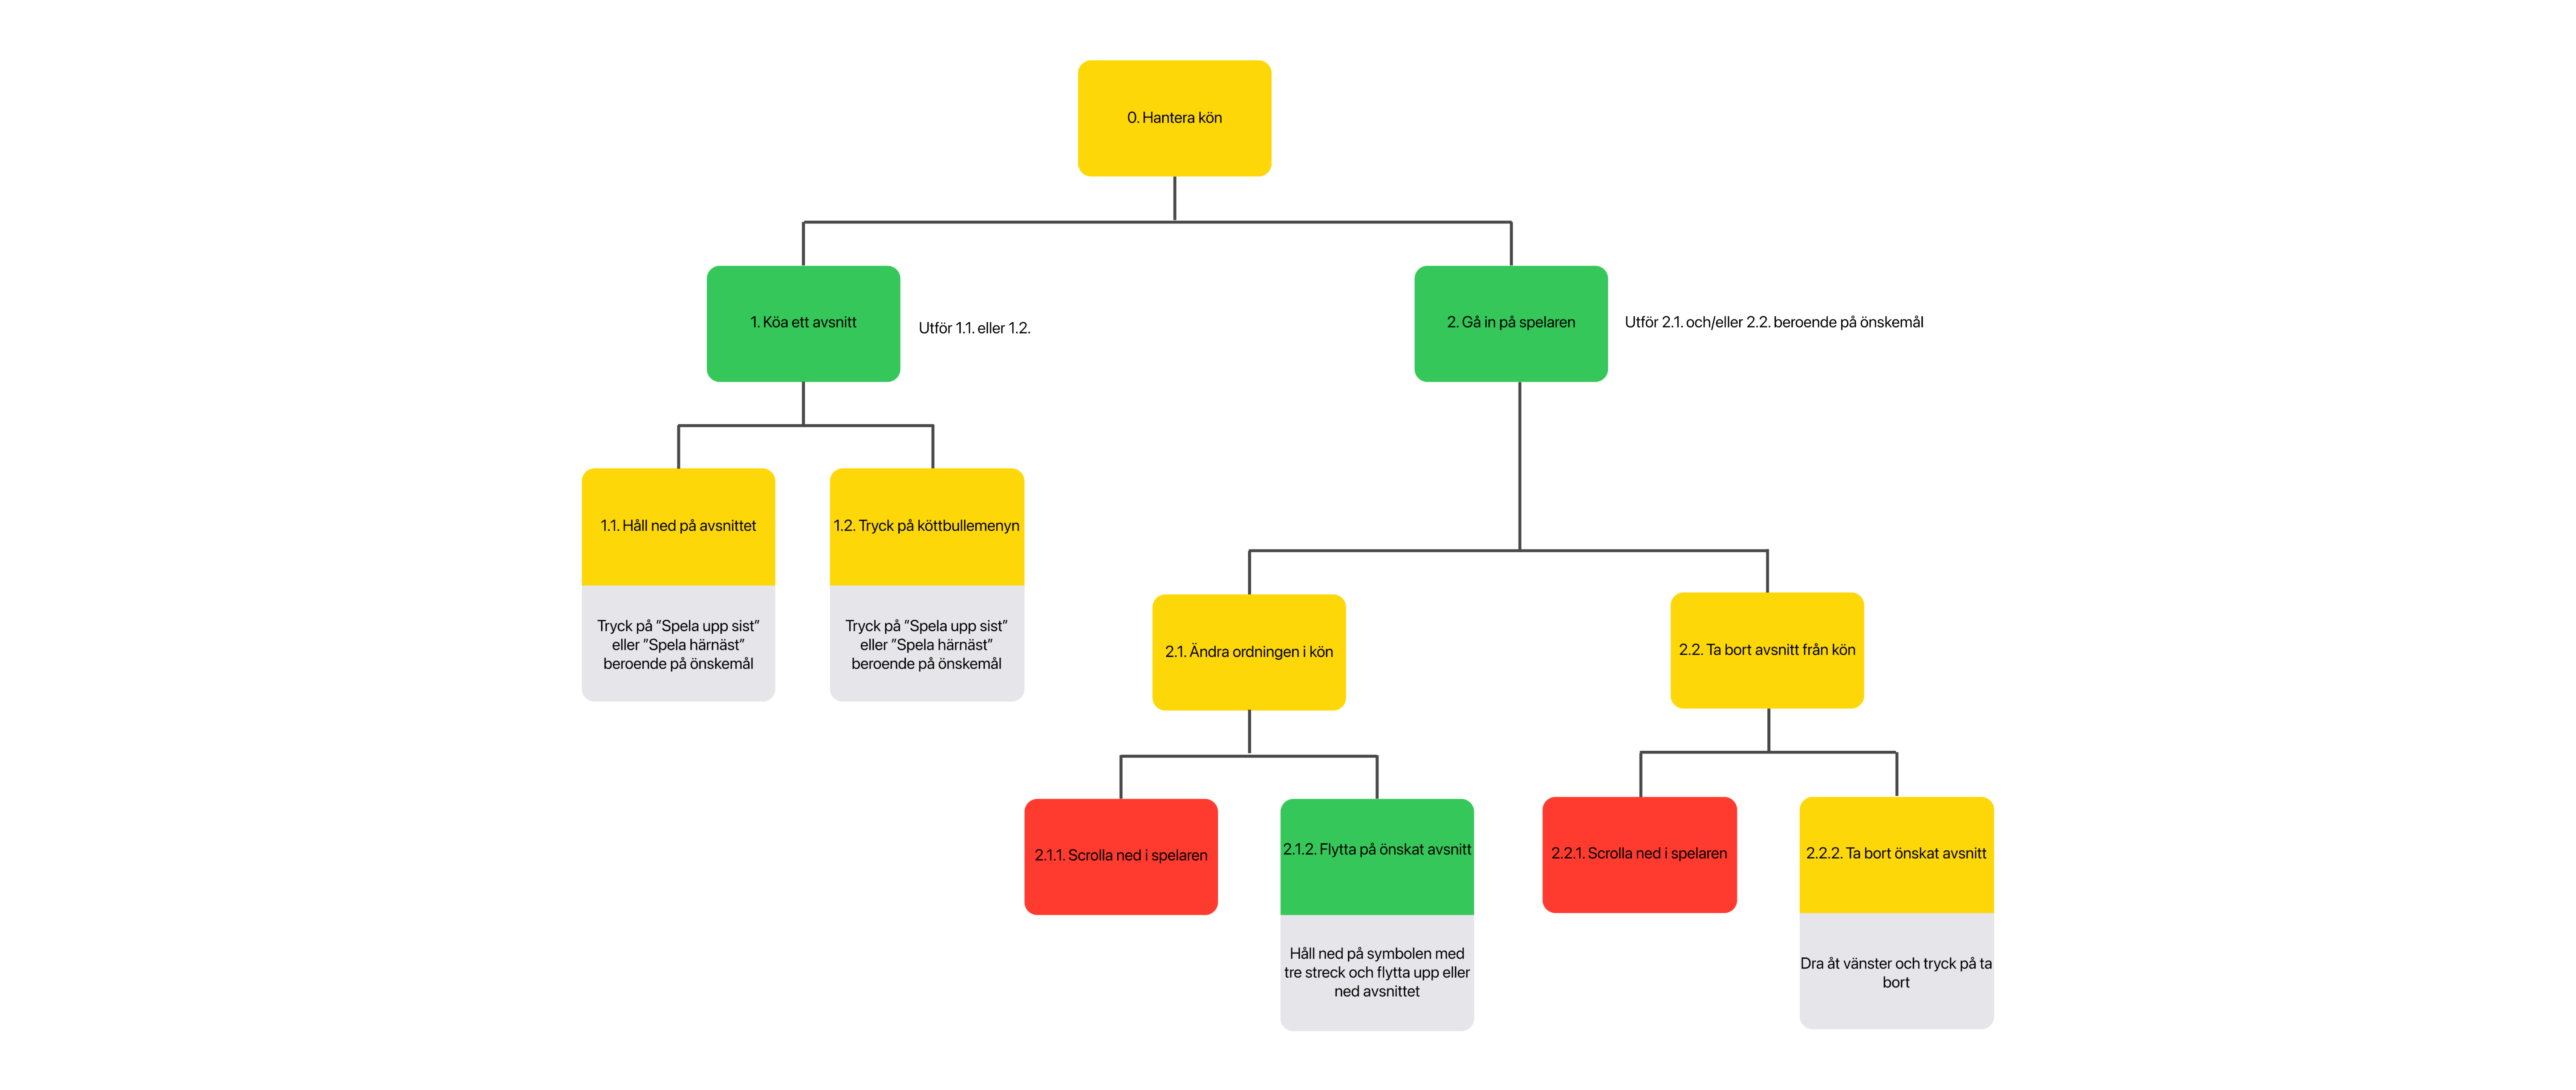 0. Hantera kön
1. Köa ett avsnitt
Utför 1.1. eller 1.2.
2. Gå in på spelaren
Utför 2.1. och/eller 2.2. beroende på önskemål
1.1. Håll ned på avsnittet
1.2. Tryck på köttbullemenyn
Tryck på ”Spela upp sist”
eller ”Spela härnäst”
beroende på önskemål
Tryck på ”Spela upp sist”
eller ”Spela härnäst”
beroende på önskemål
2.1. Ändra ordningen i kön
2.2. Ta bort avsnitt från kön
2.1.1. Scrolla ned i spelaren
2.1.2. Flytta på önskat avsnitt
2.2.1. Scrolla ned i spelaren
2.2.2. Ta bort önskat avsnitt
Håll ned på symbolen med
tre streck och flytta upp eller
ned avsnittet
Dra åt vänster och tryck på ta
bort